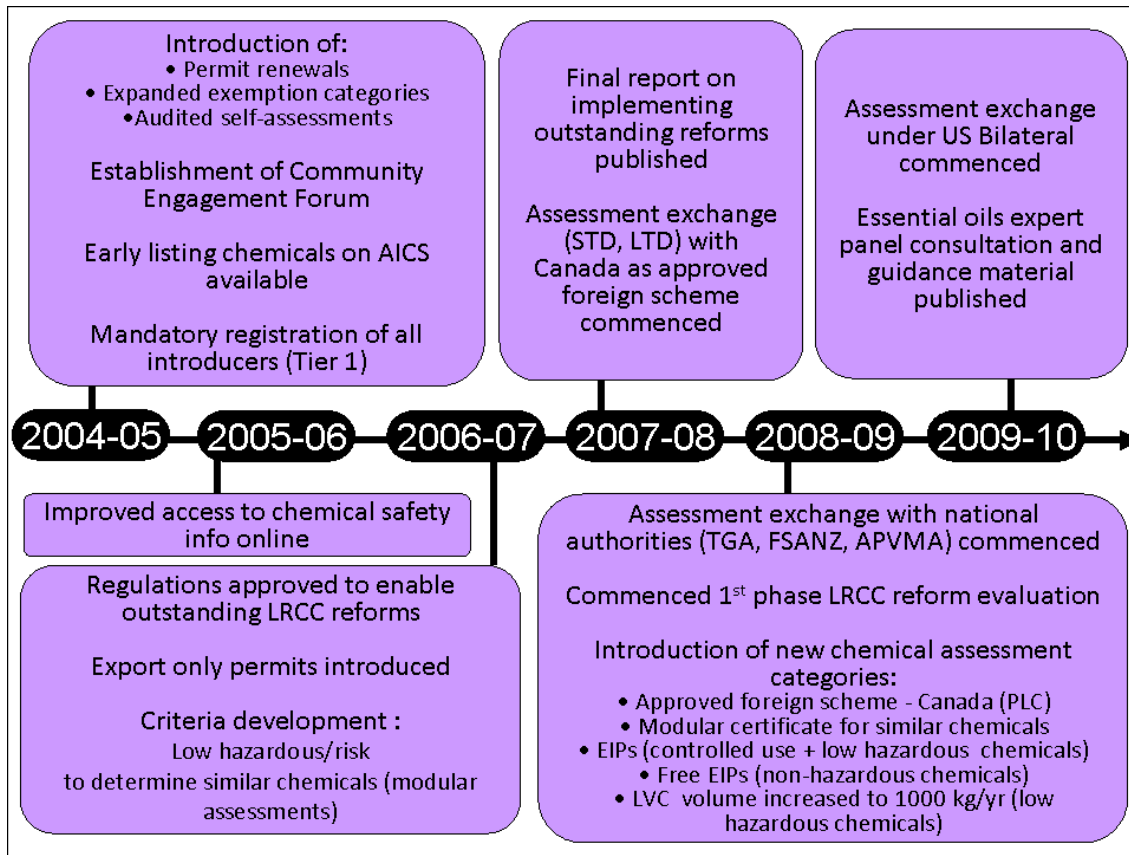 Introduction of:
• Permit renewals
• Expanded exemption categories
•Audited self-assessments
Establishment of Community
Engagement Forum
Early listing chemicals on AICS
available
Mandatory registration of all
introducers (Tier 1)
Final report on
implementing
outstanding reforms
published
Assessment exchange
(STD, LTD) with
Canada as approved
foreign scheme
commenced
Assessment exchange
under US Bilateral
commenced
Essential oils expert
panel consultation and
guidance material
published
2004-05
2005-06
2006-07
2007-08
2008-09
2009-10
Improved access to chemical safety
info online
Regulations approved to enable
outstanding LRCC reforms
Export only permits introduced
Criteria development :
Low hazardous/risk
to determine similar chemicals (modular
assessments)
Assessment exchange with national
authorities (TGA, FSANZ, APVMA) commenced
Commenced 1st phase LRCC reform evaluation
Introduction of new chemical assessment
categories:
• Approved foreign scheme - Canada (PLC)
• Modular certificate for similar chemicals
• EIPs (controlled use + low hazardous chemicals)
• Free EIPs (non-hazardous chemicals)
• LVC volume increased to 1000 kg/yr (low
hazardous chemicals)